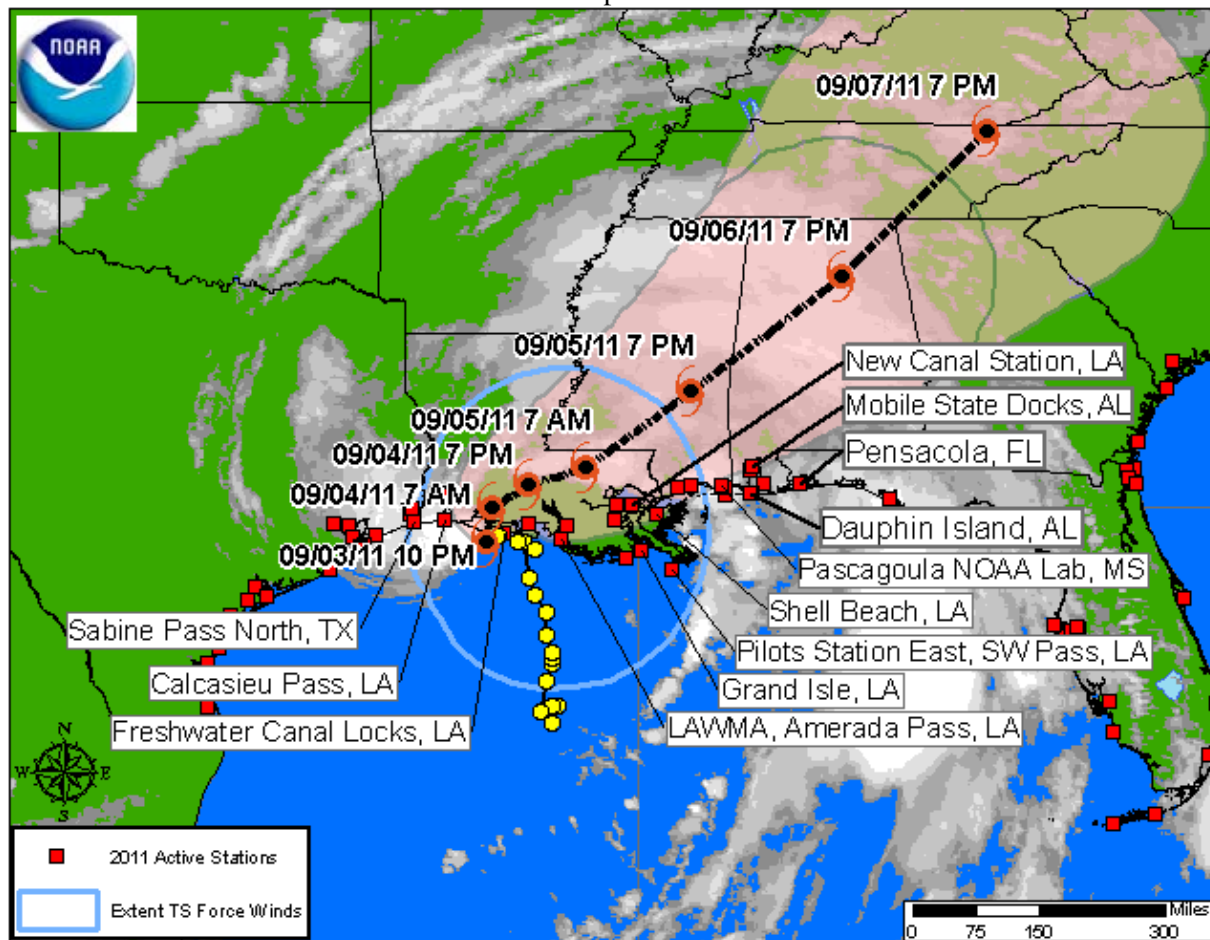 NOAA
09/07/11 7 PM
09/06/11 7 PM
09/05/11 7 PM
09/05/11 7 AM
09/04/11 7 PM
09/04/11 7 AM
09/03/11 10 PM
New Canal Station, LA
Mobile State Docks, AL
Pensacola, FL
Dauphin Island, AL
Pascagoula NOAA Lab, MS
Shell Beach, LA
Pilots Station East, SW Pass, LA
Grand Isle, LA
LAWMA, Amerada Pass, LA
Sabine Pass North, TX
Calcasieu Pass, LA
Freshwater Canal Locks, LA
N
W
E
S
2011 Active Stations
Extent TS Force Winds
Miles
0 75 150 300